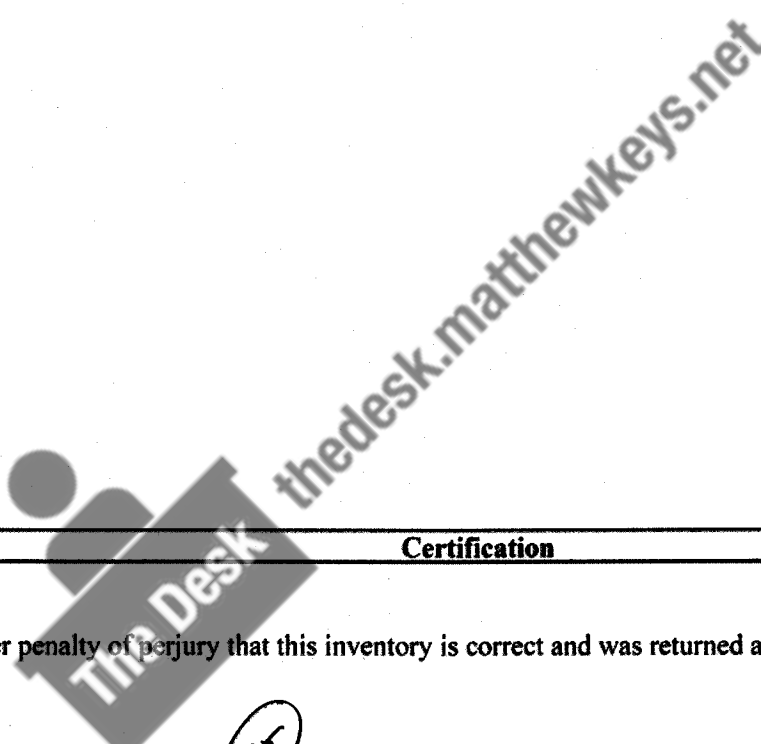 thedesk.matthewkeys.net
The Desk
Certification
penalty of perjury that this inventory is correct and was returned